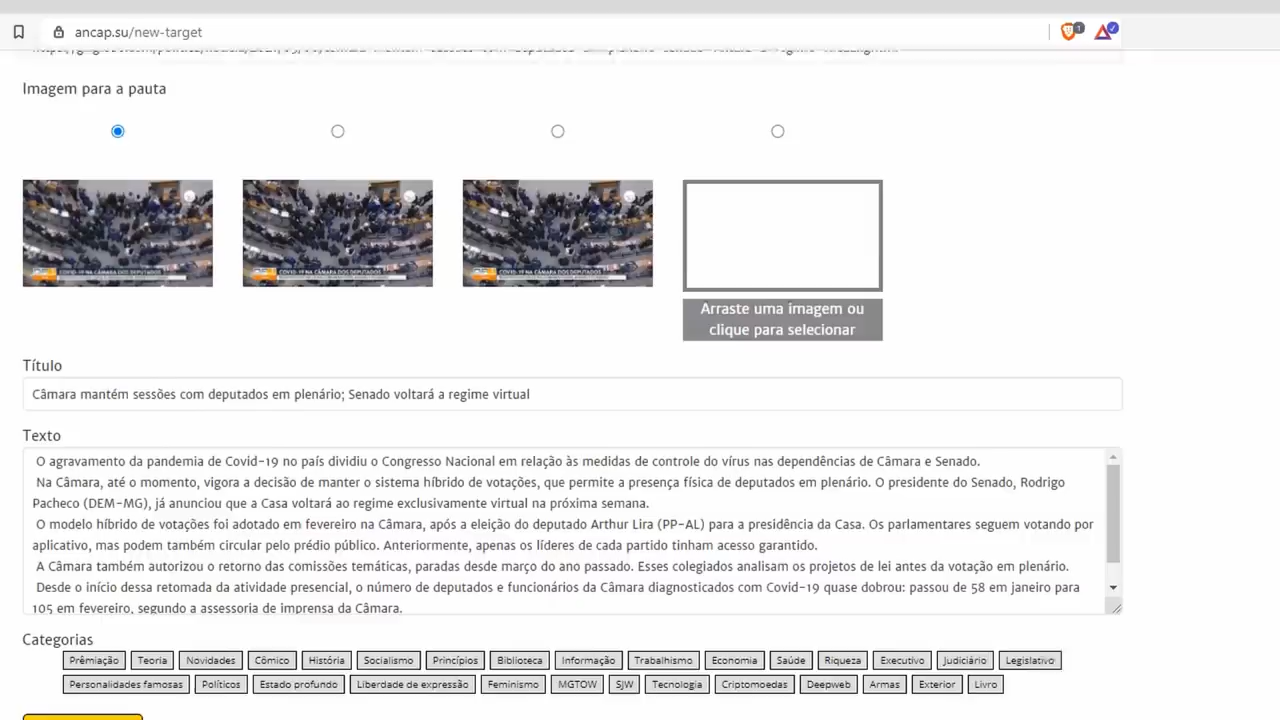 ancap.su/new-target
1
Imagem para a pauta
COVID-19 NA CÂMARA DOS DEPUTADOS
COVID-19 NA CÂMARA DOS DEPUTADOS
COVID-19 NA CÂMARA DOS DEPUTADOS
Arraste uma imagem ou
clique para selecionar
Título
Câmara mantém sessões com deputados em plenário; Senado voltará a regime virtual
Texto
O agravamento da pandemia de Covid-19 no país dividiu o Congresso Nacional em relação às medidas de controle do vírus nas dependências de Câmara e Senado.
Na Câmara, até o momento, vigora a decisão de manter o sistema híbrido de votações, que permite a presença física de deputados em plenário. O presidente do Senado, Rodrigo
Pacheco (DEM-MG), já anunciou que a Casa voltará ao regime exclusivamente virtual na próxima semana.
O modelo híbrido de votações foi adotado em fevereiro na Câmara, após a eleição do deputado Arthur Lira (PP-AL) para a presidência da Casa. Os parlamentares seguem votando por
aplicativo, mas podem também circular pelo prédio público. Anteriormente, apenas os líderes de cada partido tinham acesso garantido.
A Câmara também autorizou o retorno das comissões temáticas, paradas desde março do ano passado. Esses colegiados analisam os projetos de lei antes da votação em plenário.
Desde o início dessa retomada da atividade presencial, o número de deputados e funcionários da Câmara diagnosticados com Covid-19 quase dobrou: passou de 58 em janeiro para
105 em fevereiro, segundo a assessoria de imprensa da Câmara.
Categorias
Prêmiação Teoria Novidades Cômico História Socialismo Princípios Biblioteca Informação Trabalhismo Economia Saúde Riqueza Executivo Judiciário Legislativo
Personalidades famosas Políticos Estado profundo Liberdade de expressão Feminismo MGTOW SJW Tecnologia Criptomoedas Deepweb Armas Exterior Livro